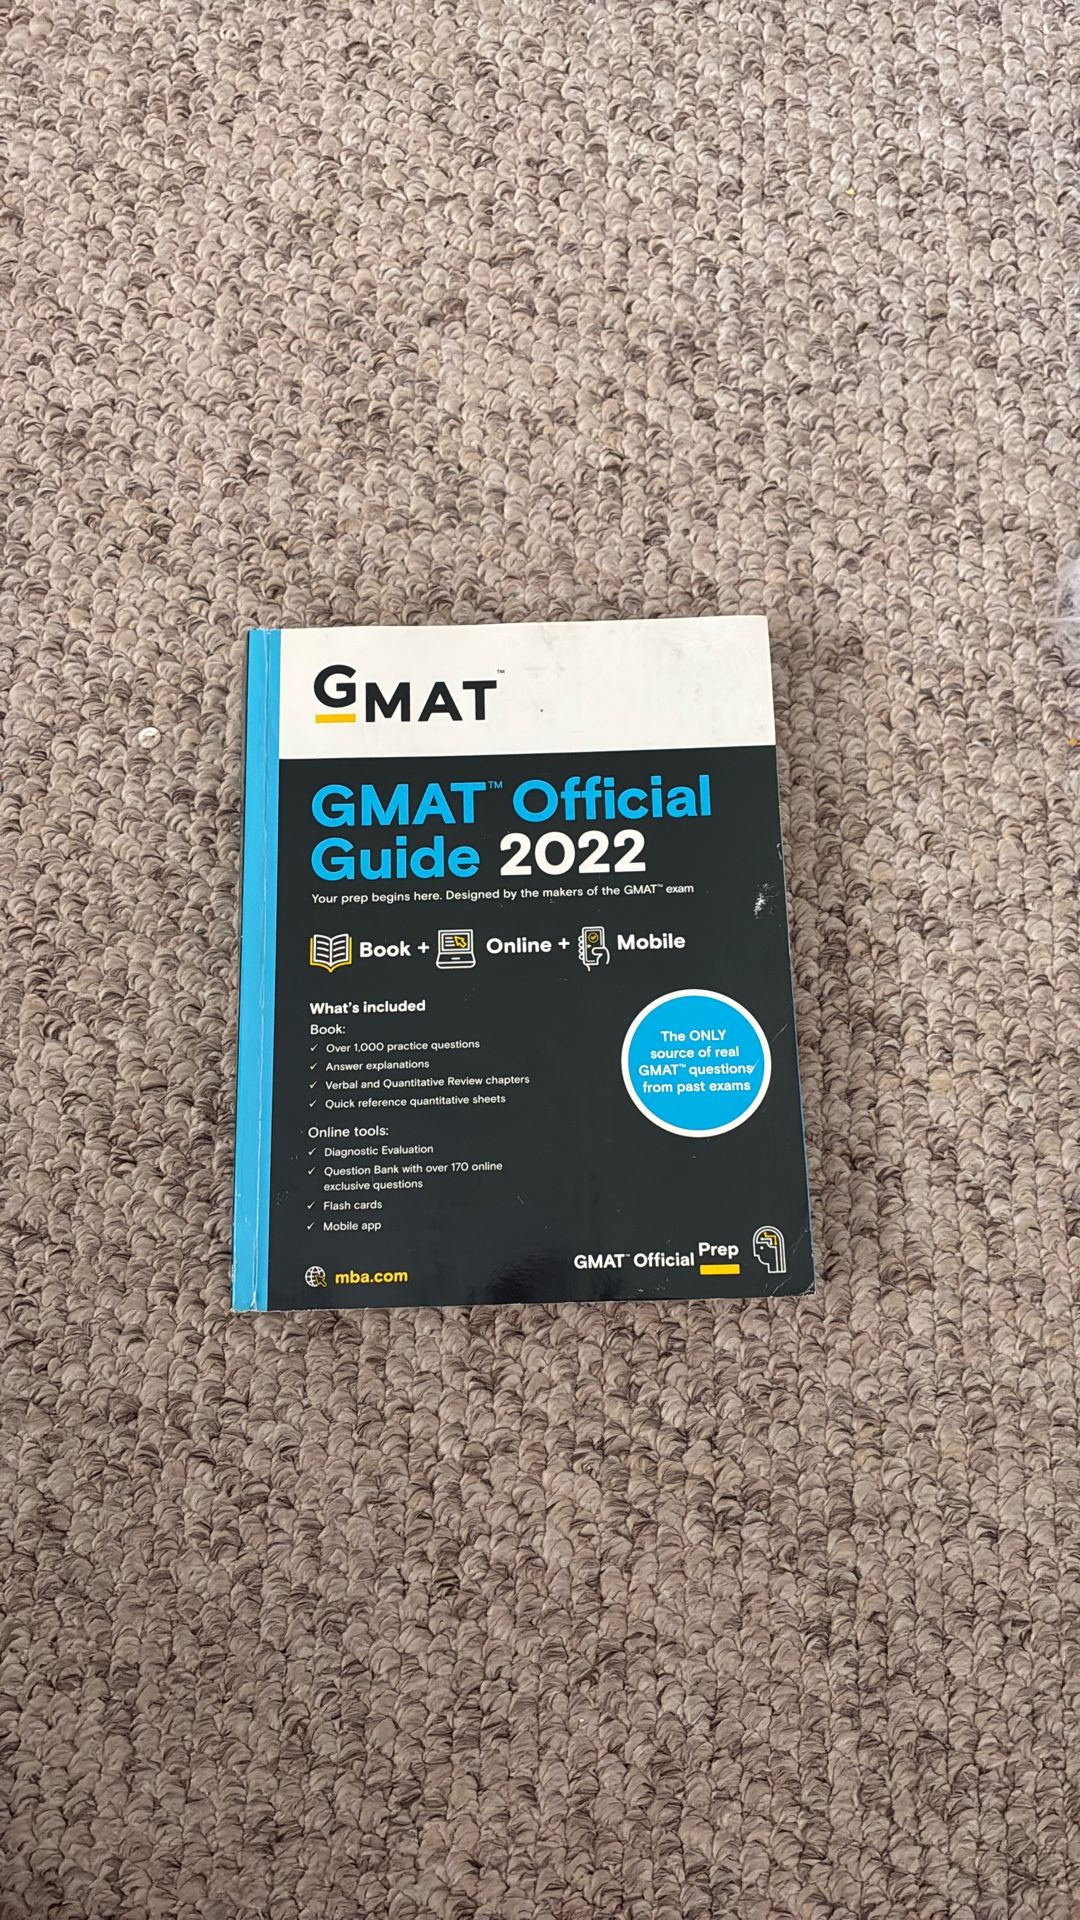 GMAT™
GMAT™ Official
Guide 2022
Your prep begins here. Designed by the makers of the GMAT™ exam
Book + Online + Mobile
What's included
Book:
✓ Over 1,000 practice questions
✓ Answer explanations
✓ Verbal and Quantitative Review chapters
✓ Quick reference quantitative sheets
The ONLY
source of real
GMAT™ questions
from past exams
Online tools:
✓ Diagnostic Evaluation
✓ Question Bank with over 170 online
exclusive questions
✓ Flash cards
✓ Mobile app
mba.com
GMAT™ Official Prep